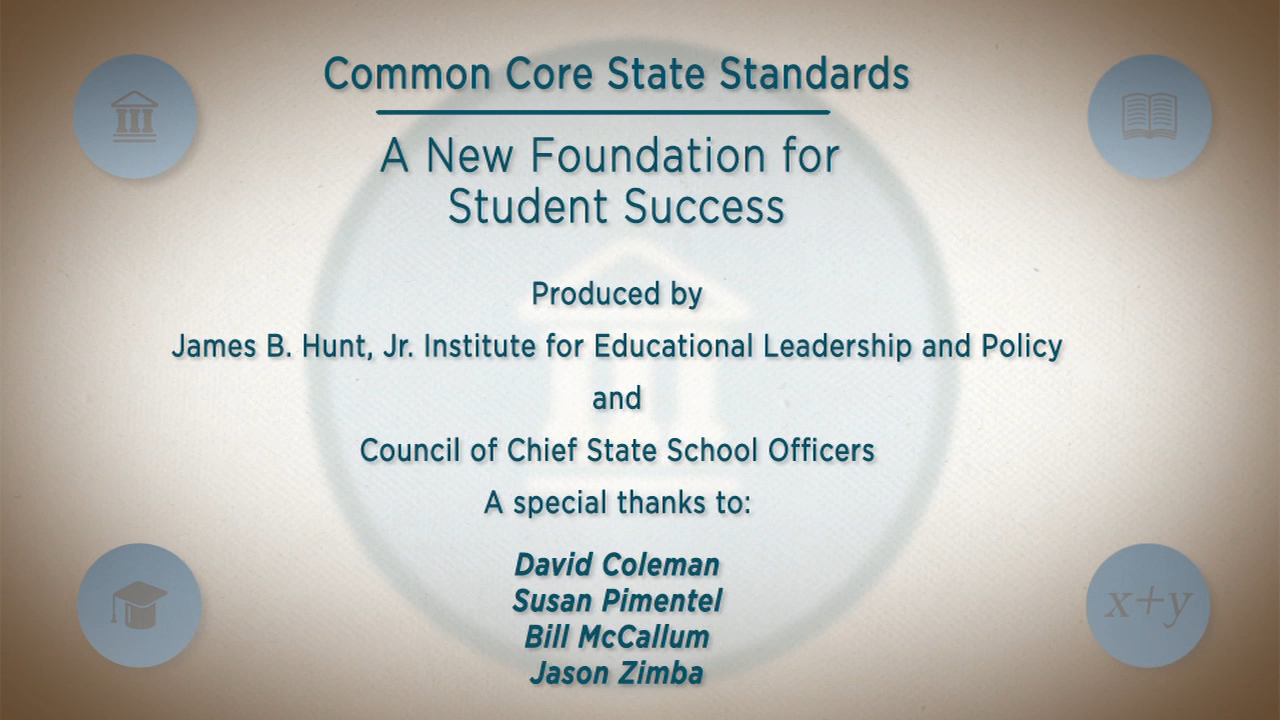 Common Core State Standards
A New Foundation for
Student Success
Produced by
James B. Hunt, Jr. Institute for Educational Leadership and Policy
and
Council of Chief State School Officers
A special thanks to:
David Coleman
Susan Pimentel
Bill McCallum
Jason Zimba
x+y